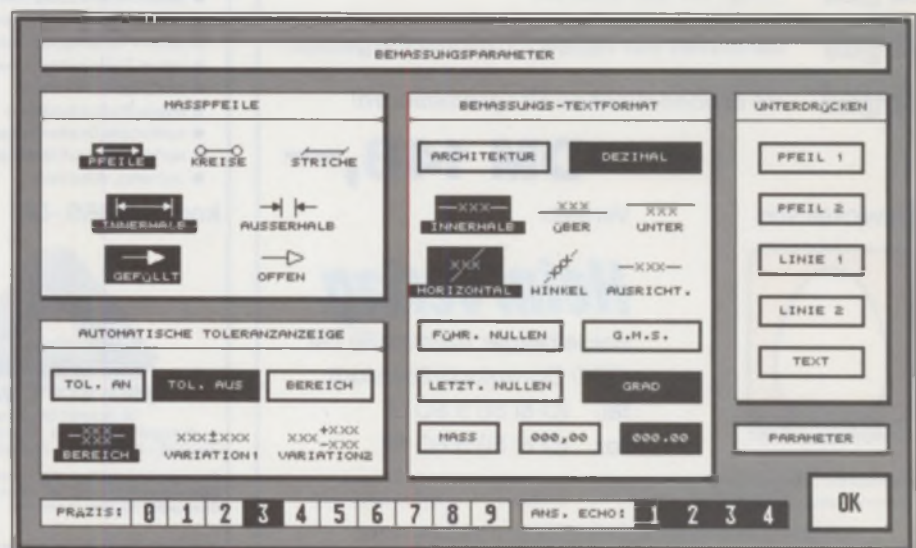 BEMASSUNGSPARAMETER
MASSPFEILE
PFEILE KREISE STRICHE
INNERHALB AUSSERHALB
GEFÜLLT OFFEN
AUTOMATISCHE TOLERANZANZEIGE
TOL. AN TOL. AUS BEREICH
XXX
XXX XXX±XXX XXX+XXX
-XXX
BEREICH VARIATION1 VARIATION2
BEMASSUNGS-TEXTFORMAT
ARCHITEKTUR DEZIMAL
XXX XXX XXX
INNERHALB ÜBER UNTER
XXX XXX XXX
HORIZONTAL WINKEL AUSRICHT.
FÜHR. NULLEN G.M.S.
LETZT. NULLEN GRAD
MASS 000,00 000.00
UNTERDRÜCKEN
PFEIL 1
PFEIL 2
LINIE 1
LINIE 2
TEXT
PARAMETER
PRÄZIS: 0 1 2 3 4 5 6 7 8 9
ANS. ECHO: 1 2 3 4
OK